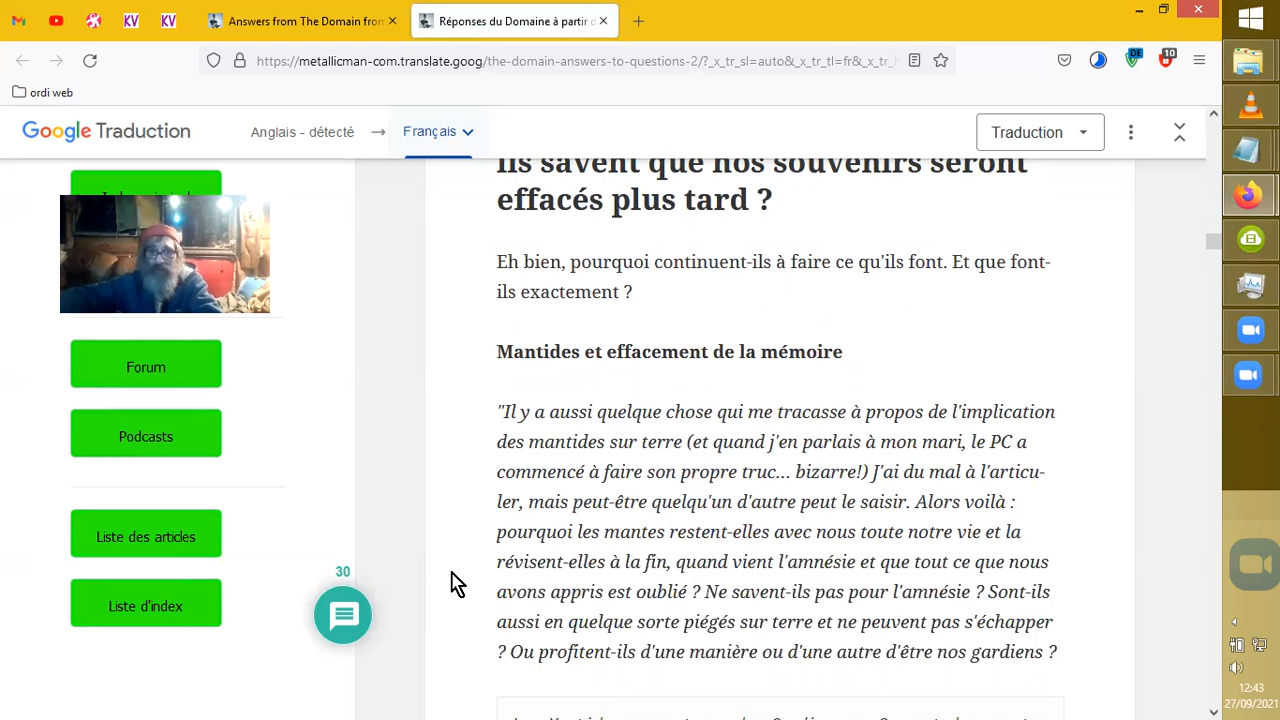 Answers from The Domain from
Réponses du Domaine à partir d
https://metallicman-com.translate.goog/the-domain-answers-to-questions-2/?_x_tr_sl=auto&_x_tr_tl=fr&_x_tr_h
ordi web
Google Traduction
Anglais - détecté → Français
Traduction
Ils savent que nos souvenirs seront
effacés plus tard ?
Eh bien, pourquoi continuent-ils à faire ce qu'ils font. Et que font-
ils exactement ?
Mantides et effacement de la mémoire
"Il y a aussi quelque chose qui me tracasse à propos de l'implication
des mantides sur terre (et quand j'en parlais à mon mari, le PC a
commencé à faire son propre truc... bizarre!) J'ai du mal à l'articu-
ler, mais peut-être quelqu'un d'autre peut le saisir. Alors voilà :
pourquoi les mantes restent-elles avec nous toute notre vie et la
révisent-elles à la fin, quand vient l'amnésie et que tout ce que nous
avons appris est oublié ? Ne savent-ils pas pour l'amnésie ? Sont-ils
aussi en quelque sorte piégés sur terre et ne peuvent pas s'échapper
? Ou profitent-ils d'une manière ou d'une autre d'être nos gardiens ?
Forum
Podcasts
Liste des articles
Liste d'index
30
KV
KV
DE
10
12:43
27/09/2021